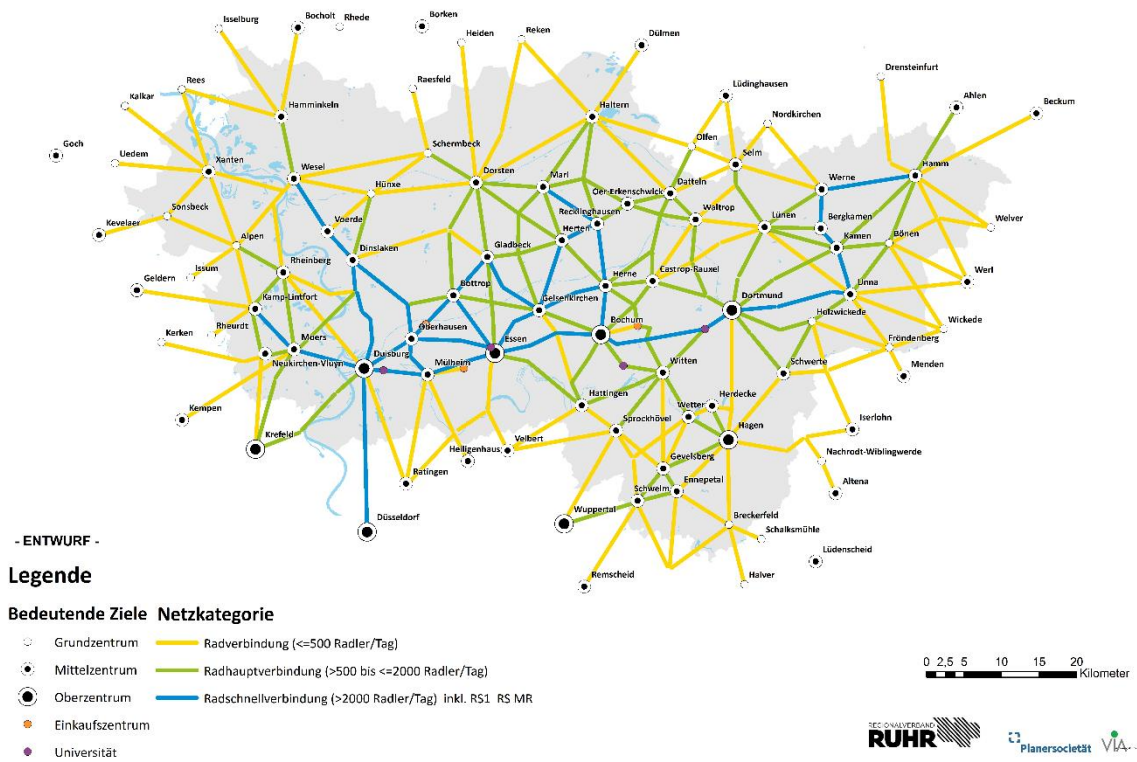 Isselburg
Bocholt
Rhede
Borken
Heiden
Reken
Dülmen
Drensteinfurt
Rees
Kalkar
Hamminkeln
Raesfeld
Haltern
Lüdinghausen
Nordkirchen
Ahlen
Beckum
Goch
Uedem
Xanten
Wesel
Schermbeck
Dorsten
Marl
Olfen
Selm
Werne
Hamm
Hünxe
Oer-Erkenschwick
Datteln
Sonsbeck
Kevelaer
Voerde
Recklinghausen
Waltrop
Lünen
Bergkamen
Welver
Alpen
Dinslaken
Gladbeck
Herten
Kamen
Bönen
Issum
Rheinberg
Geldern
Kamp-Lintfort
Bottrop
Gelsenkirchen
Herne
Castrop-Rauxel
Dortmund
Unna
Werl
Kerken
Rheurdt
Moers
Oberhausen
Essen
Bochum
Holzwickede
Wickede
Neukirchen-Vluyn
Duisburg
Mülheim
Witten
Schwerte
Fröndenberg
Menden
Kempen
Krefeld
Hattingen
Sprockhövel
Wetter
Herdecke
Hagen
Iserlohn
Heiligenhaus
Velbert
Ratingen
Gevelsberg
Ennepetal
Nachrodt-Wiblingwerde
Altena
Düsseldorf
Wuppertal
Schwelm
Breckerfeld
Schalksmühle
Lüdenscheid
Remscheid
Halver
- ENTWURF -
Legende
Bedeutende Ziele Netzkategorie
Grundzentrum Radverbindung (<=500 Radler/Tag)
Mittelzentrum Radhauptverbindung (>500 bis <=2000 Radler/Tag)
Oberzentrum Radschnellverbindung (>2000 Radler/Tag) inkl. RS1 RS MR
Einkaufszentrum
Universität
0 2,5 5 10 15 20
Kilometer
REGIONALVERBAND
RUHR
Planersocietät
VIA